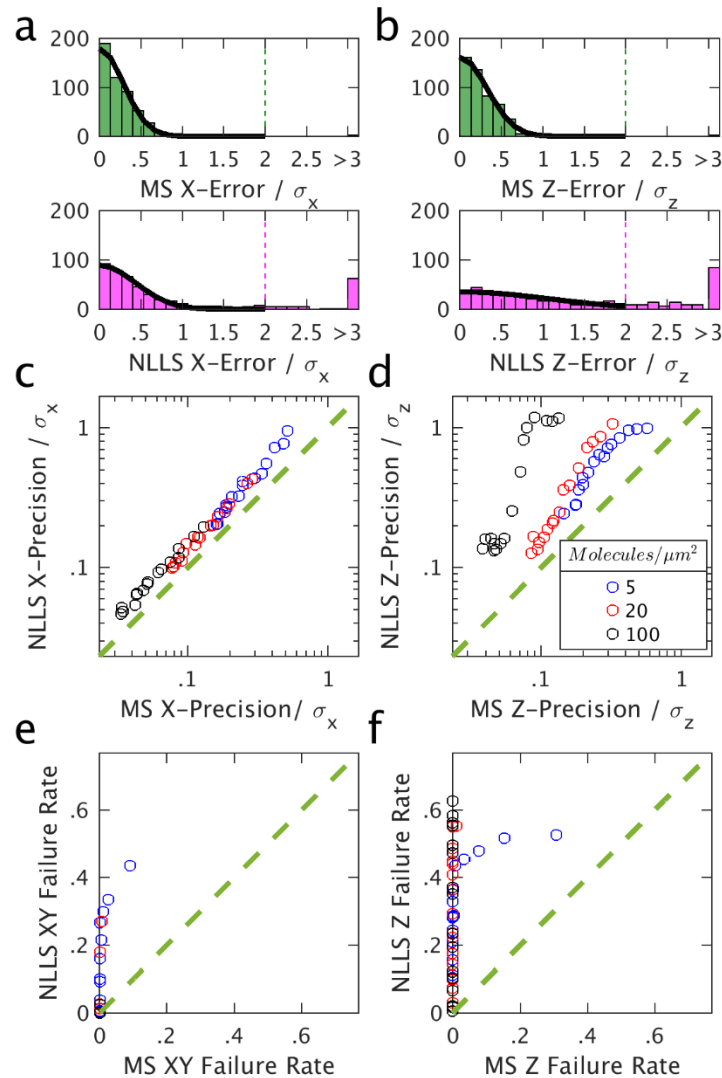 a
b
200
100
0
0 .5 1 1.5 2 2.5 >3
MS X-Error / σx
200
100
0
0 .5 1 1.5 2 2.5 >3
MS Z-Error / σz
200
100
0
0 .5 1 1.5 2 2.5 >3
NLLS X-Error / σx
200
100
0
0 .5 1 1.5 2 2.5 >3
NLLS Z-Error / σz
c
d
NLLS X-Precision / σx
1
.1
.1 1
MS X-Precision/ σx
NLLS Z-Precision / σz
1
.1
Molecules/μm²
5
20
100
.1 1
MS Z-Precision / σz
e
f
NLLS XY Failure Rate
.6
.4
.2
0
0 .2 .4 .6
MS XY Failure Rate
NLLS Z Failure Rate
.6
.4
.2
0
0 .2 .4 .6
MS Z Failure Rate